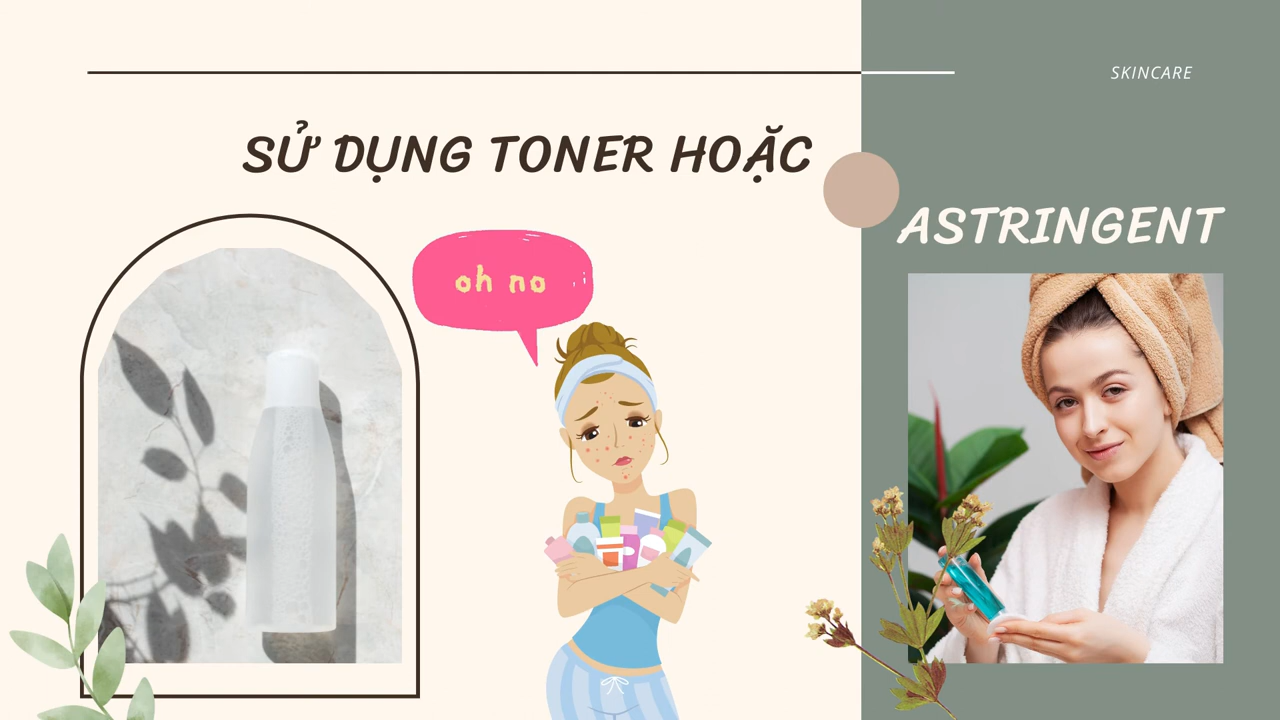 SKINCARE
SỬ DỤNG TONER HOẶC
ASTRINGENT
oh no